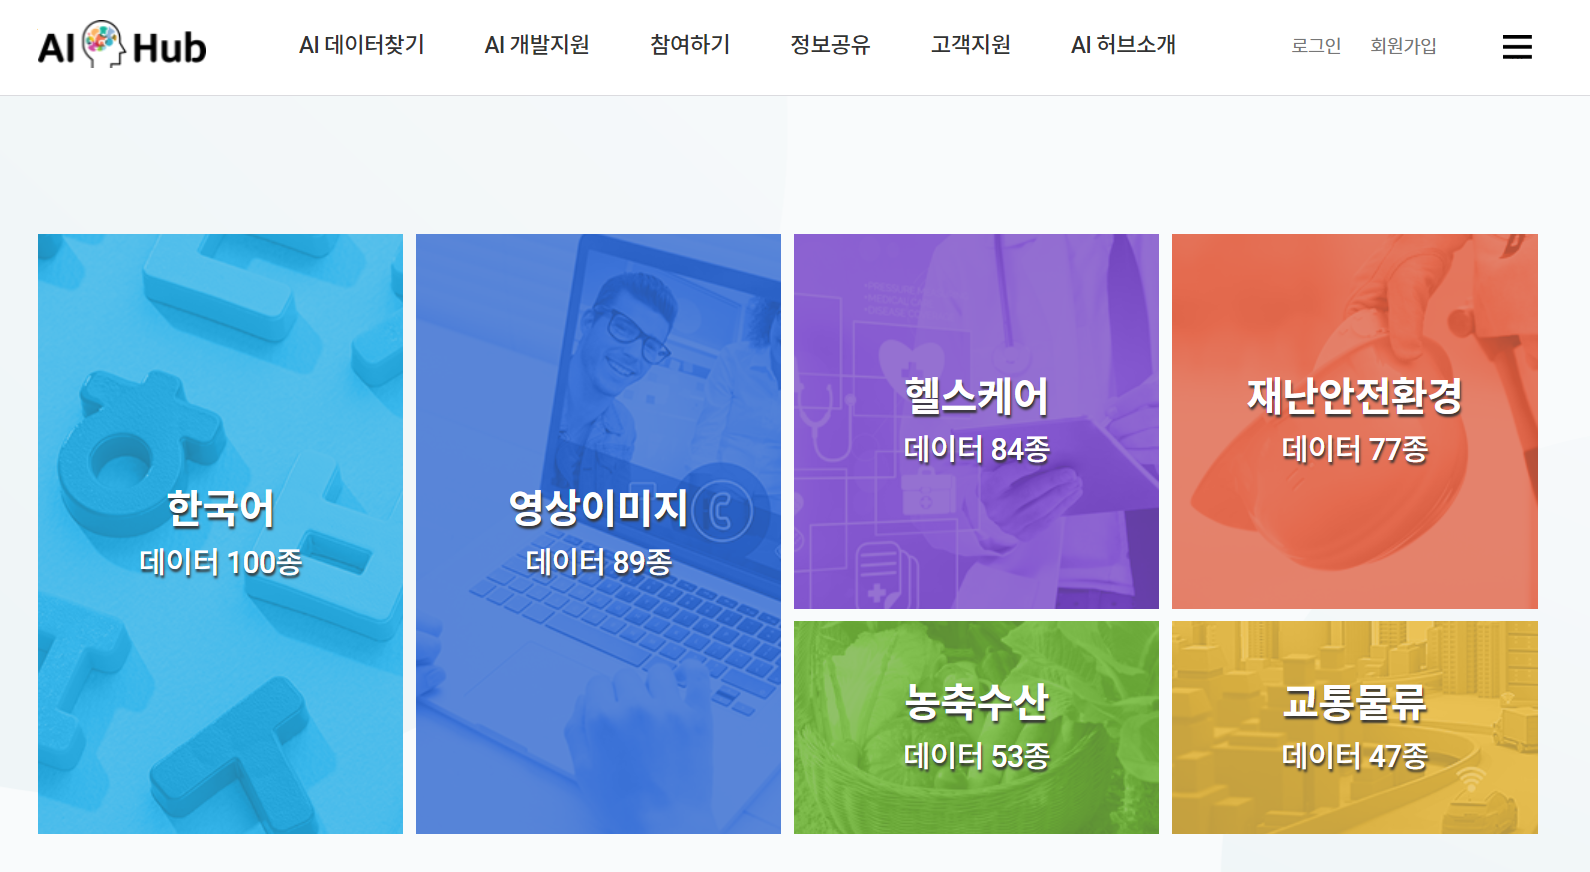 AI Hub
AI 데이터찾기
AI 개발지원
참여하기
정보공유
고객지원
AI 허브소개
로그인
회원가입
한국어
데이터 100종
영상이미지
데이터 89종
헬스케어
데이터 84종
재난안전환경
데이터 77종
농축수산
데이터 53종
교통물류
데이터 47종